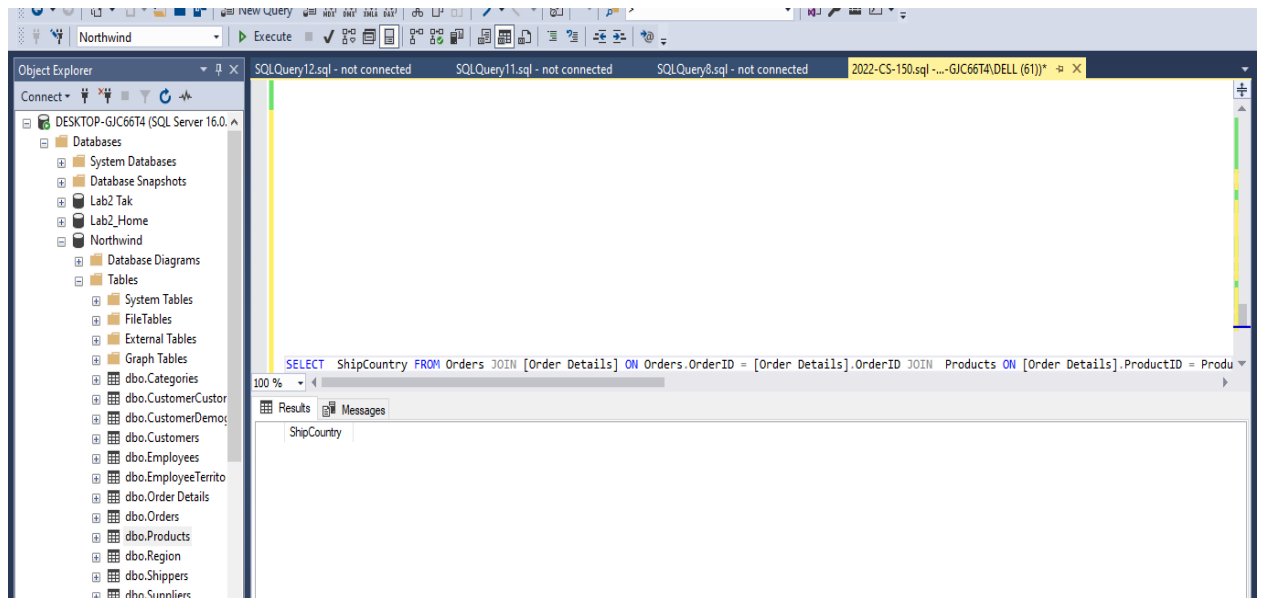 New Query
Northwind
Execute
Object Explorer
SQLQuery12.sql - not connected
SQLQuery11.sql - not connected
SQLQuery8.sql - not connected
2022-CS-150.sql -...-GJC66T4\DELL (61))*
Connect
DESKTOP-GJC66T4 (SQL Server 16.0.
Databases
System Databases
Database Snapshots
Lab2 Tak
Lab2_Home
Northwind
Database Diagrams
Tables
System Tables
FileTables
External Tables
Graph Tables
dbo.Categories
dbo.CustomerCustor
dbo.CustomerDemog
dbo.Customers
dbo.Employees
dbo.EmployeeTerrito
dbo.Order Details
dbo.Orders
dbo.Products
dbo.Region
dbo.Shippers
dbo.Suppliers
SELECT  ShipCountry FROM Orders JOIN [Order Details] ON Orders.OrderID = [Order Details].OrderID JOIN  Products ON [Order Details].ProductID = Produ
100 %
Results
Messages
ShipCountry